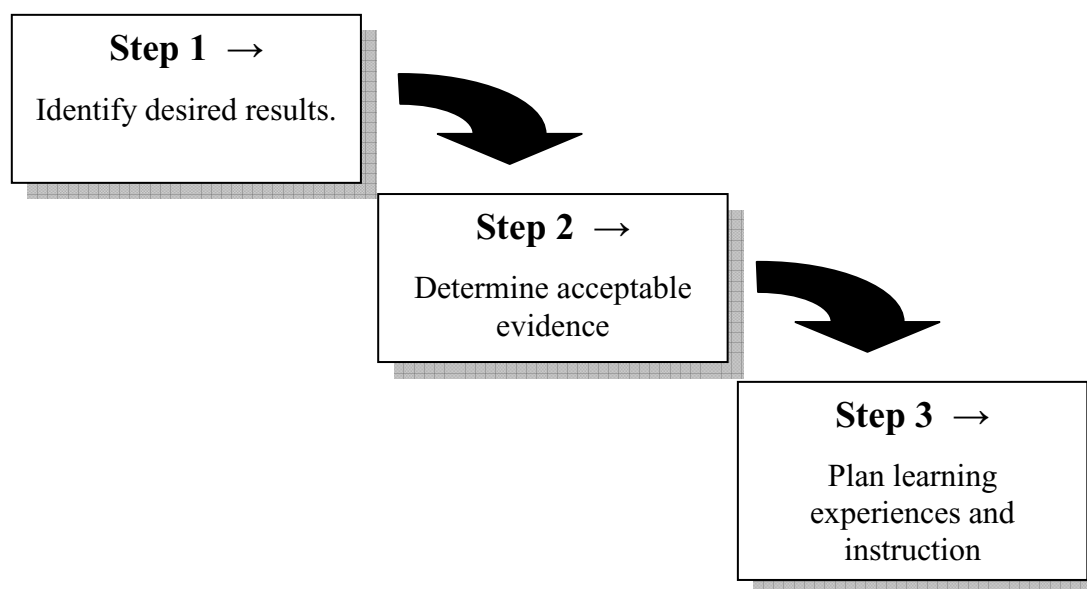 Step 1 →
Identify desired results.
Step 2 →
Determine acceptable
evidence
Step 3 →
Plan learning
experiences and
instruction